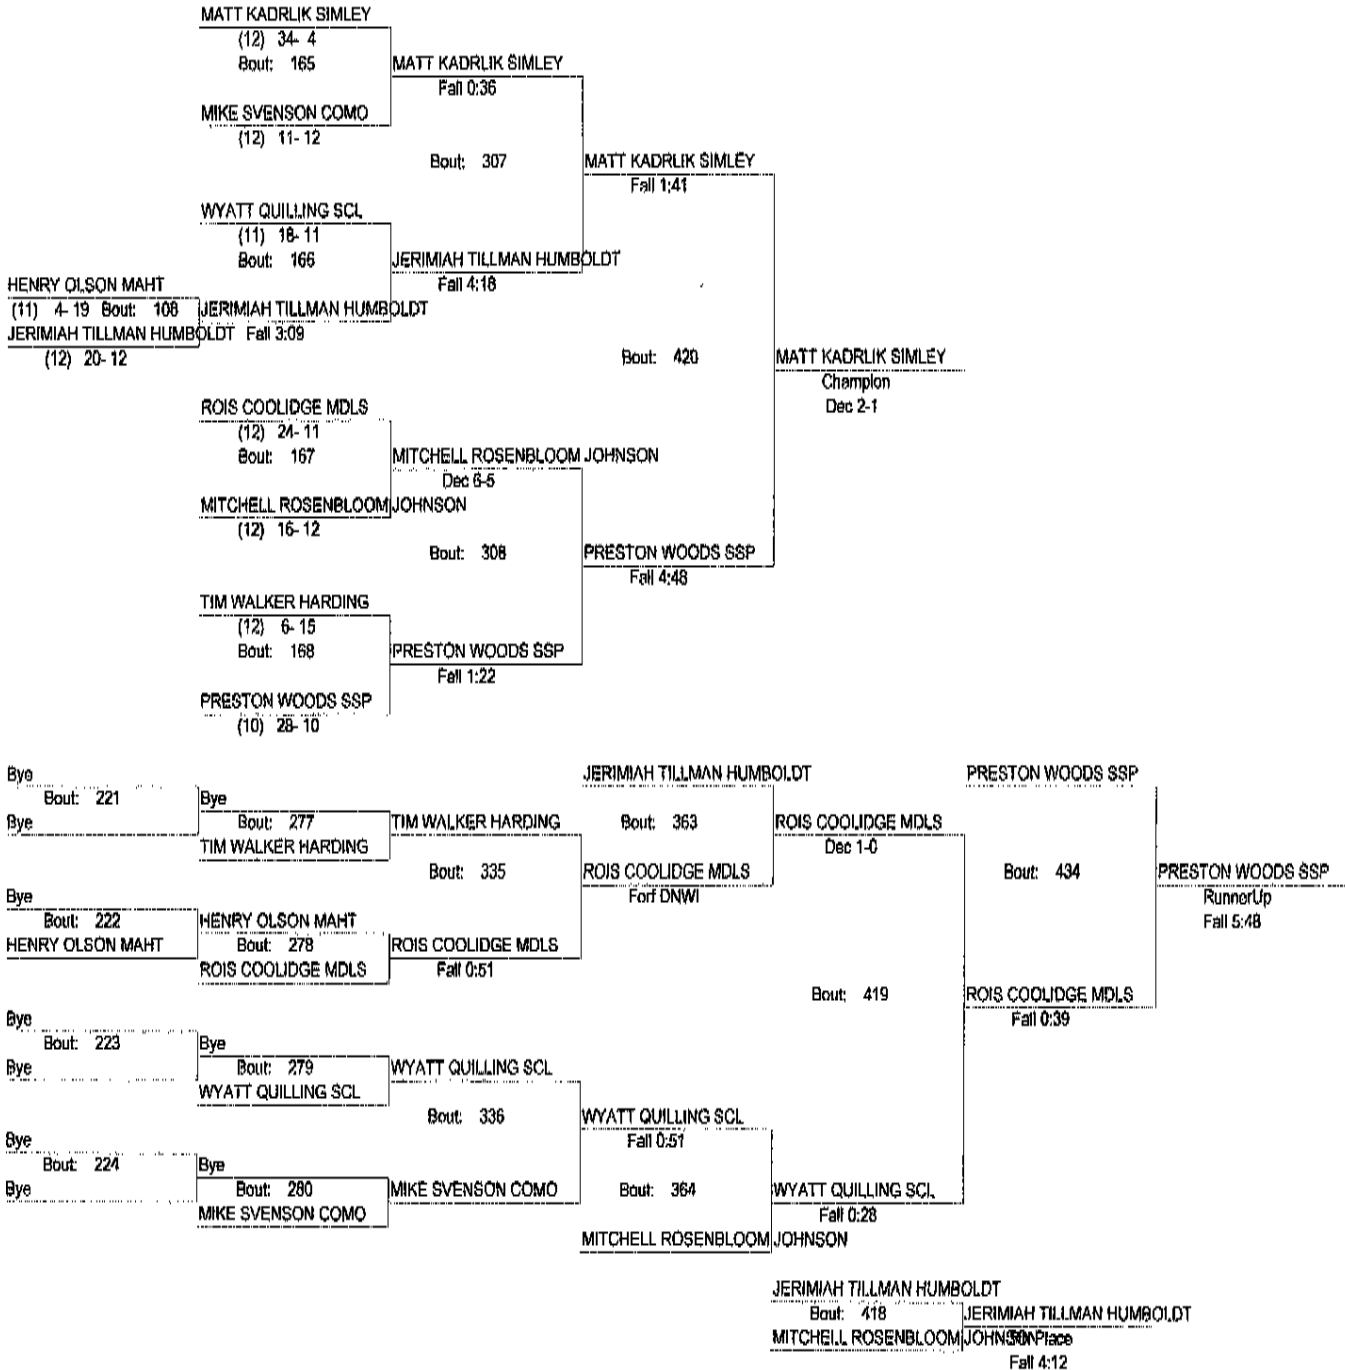 MATT KADRLIK SIMLEY
(12) 34- 4
Bout: 165
MATT KADRLIK SIMLEY
Fall 0:36
MIKE SVENSON COMO
(12) 11- 12
Bout: 307
MATT KADRLIK SIMLEY
Fall 1:41
WYATT QUILLING SCL
(11) 18- 11
Bout: 166
JERIMIAH TILLMAN HUMBOLDT
Fall 4:18
HENRY OLSON MAHT
(11) 4- 19 Bout: 108
JERIMIAH TILLMAN HUMBOLDT
JERIMIAH TILLMAN HUMBOLDT Fall 3:09
(12) 20- 12
Bout: 420
MATT KADRLIK SIMLEY
Champion
Dec 2-1
ROIS COOLIDGE MDLS
(12) 24- 11
Bout: 167
MITCHELL ROSENBLOOM JOHNSON
Dec 6-5
MITCHELL ROSENBLOOM JOHNSON
(12) 16- 12
Bout: 308
PRESTON WOODS SSP
Fall 4:48
TIM WALKER HARDING
(12) 6- 15
Bout: 168
PRESTON WOODS SSP
Fall 1:22
PRESTON WOODS SSP
(10) 28- 10
Bye
Bout: 221
Bye
Bye
Bout: 277
TIM WALKER HARDING
TIM WALKER HARDING
Bout: 335
JERIMIAH TILLMAN HUMBOLDT
Bout: 363
ROIS COOLIDGE MDLS
Forf DNWI
ROIS COOLIDGE MDLS
Dec 1-0
PRESTON WOODS SSP
Bout: 434
PRESTON WOODS SSP
RunnerUp
Fall 5:48
Bye
Bout: 222
HENRY OLSON MAHT
HENRY OLSON MAHT
Bout: 278
ROIS COOLIDGE MDLS
ROIS COOLIDGE MDLS
Fall 0:51
Bout: 419
ROIS COOLIDGE MDLS
Fall 0:39
Bye
Bout: 223
Bye
Bye
Bout: 279
WYATT QUILLING SCL
WYATT QUILLING SCL
Bout: 336
WYATT QUILLING SCL
Fall 0:51
Bye
Bout: 224
Bye
Bye
Bout: 280
MIKE SVENSON COMO
MIKE SVENSON COMO
Bout: 364
WYATT QUILLING SCL
Fall 0:28
MITCHELL ROSENBLOOM JOHNSON
JERIMIAH TILLMAN HUMBOLDT
Bout: 418
JERIMIAH TILLMAN HUMBOLDT
MITCHELL ROSENBLOOM JOHNSON
Place
Fall 4:12